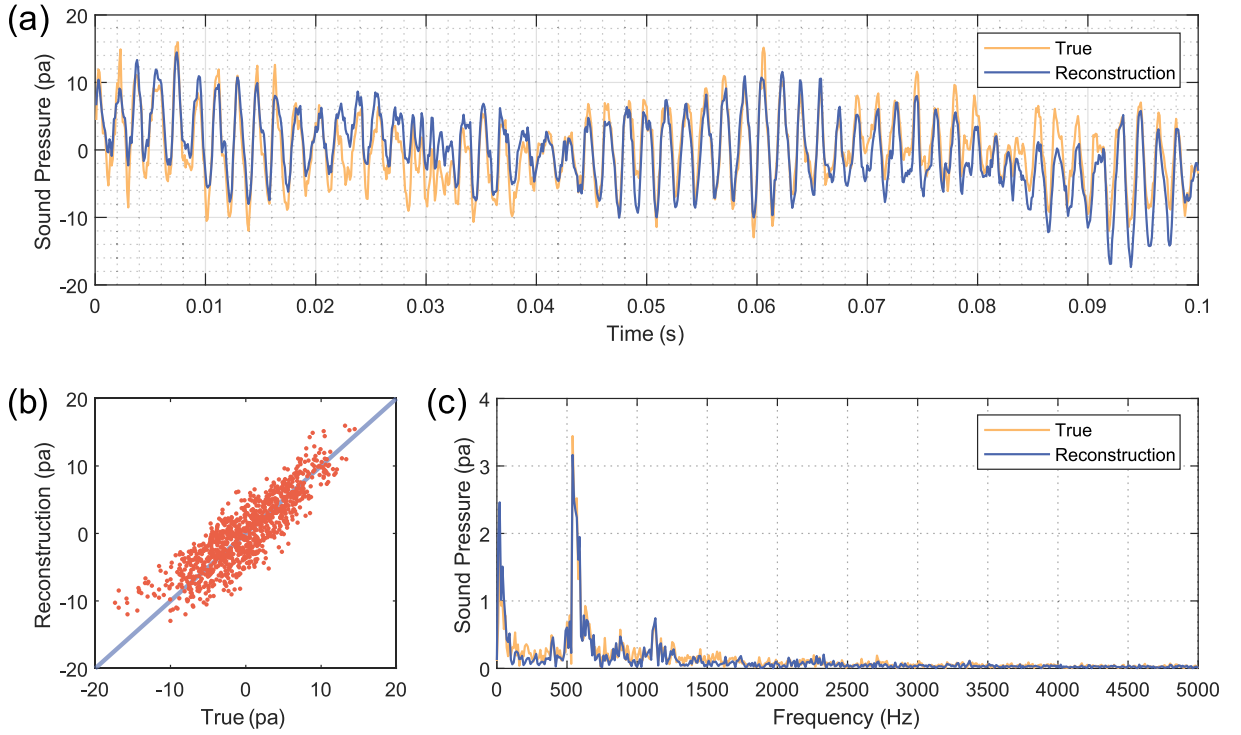 (a)
Sound Pressure (pa)
20
10
0
-10
-20
0 0.01 0.02 0.03 0.04 0.05 0.06 0.07 0.08 0.09 0.1
Time (s)
True
Reconstruction
(b)
Reconstruction (pa)
20
10
0
-10
-20
-20 -10 0 10 20
True (pa)
(c)
Sound Pressure (pa)
4
3
2
1
0
0 500 1000 1500 2000 2500 3000 3500 4000 4500 5000
Frequency (Hz)
True
Reconstruction